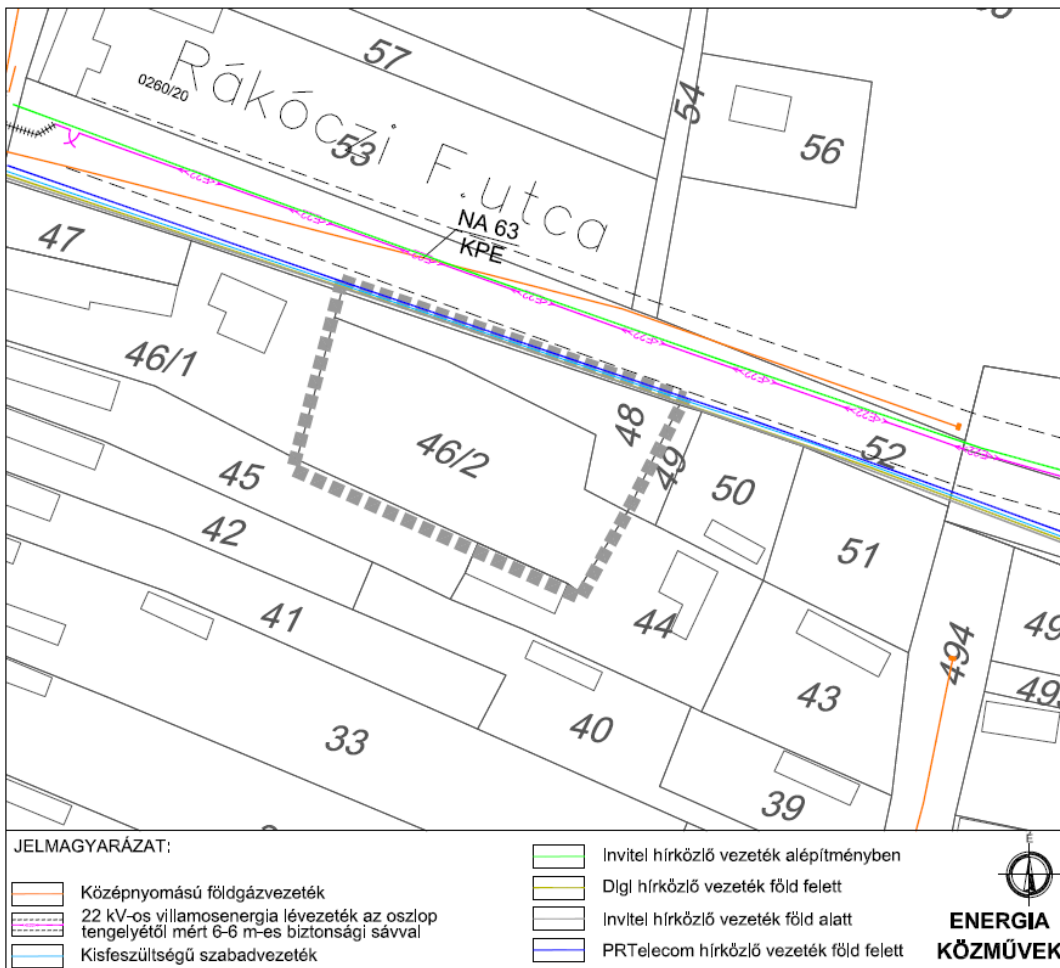 57
Rákóczi F.utca
0260/20
53
54
56
NA 63
KPE
47
46/1
46/2
48
49
50
52
51
45
42
41
44
43
494
49
49
40
33
39
JELMAGYARÁZAT:
Középnyomású földgázvezeték
22 kV-os villamosenergia lévezeték az oszlop
tengelyétől mért 6-6 m-es biztonsági sávval
Kisfeszültségű szabadvezeték
Invitel hírközlő vezeték alépítményben
Digi hírközlő vezeték föld felett
Invitel hírközlő vezeték föld alatt
PRTelecom hírközlő vezeték föld felett
É
ENERGIA
KÖZMŰVEK